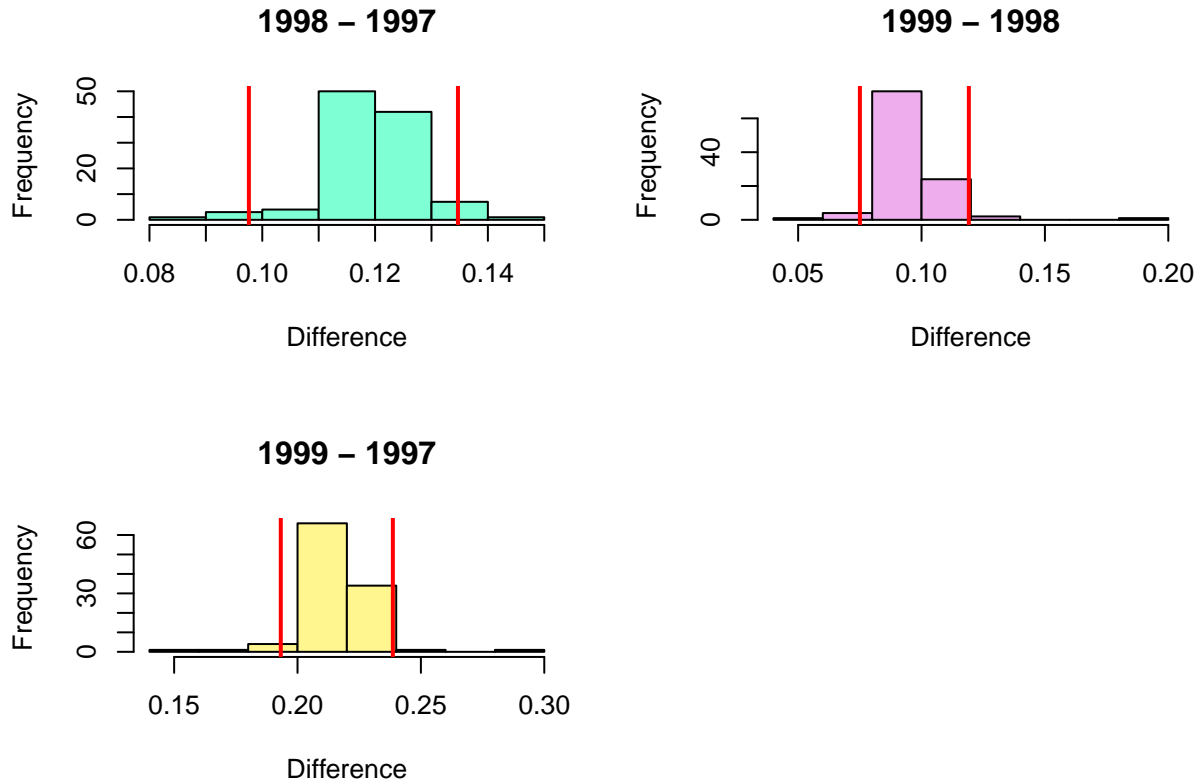 1998 – 1997
Frequency
0 20 50
0.08 0.10 0.12 0.14
Difference
1999 – 1998
Frequency
0 40
0.05 0.10 0.15 0.20
Difference
1999 – 1997
Frequency
0 30 60
0.15 0.20 0.25 0.30
Difference